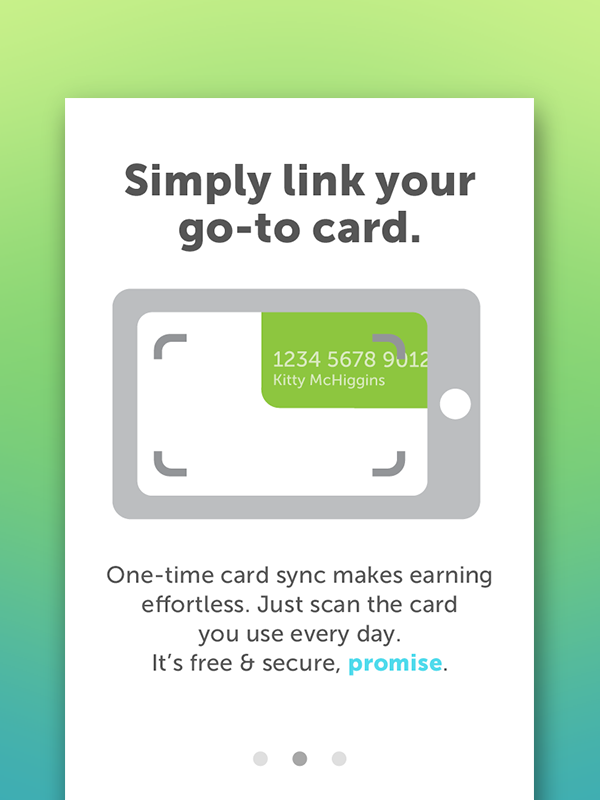 Simply link your
go-to card.
1234 5678 9012
Kitty McHiggins
One-time card sync makes earning
effortless. Just scan the card
you use every day.
It’s free & secure, promise.